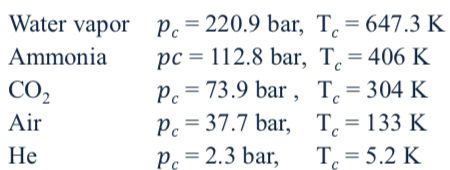 Water vapor p_c = 220.9 bar, T_c = 647.3 K
Ammonia pc = 112.8 bar, T_c = 406 K
CO₂ p_c = 73.9 bar , T_c = 304 K
Air p_c = 37.7 bar, T_c = 133 K
He p_c = 2.3 bar, T_c = 5.2 K